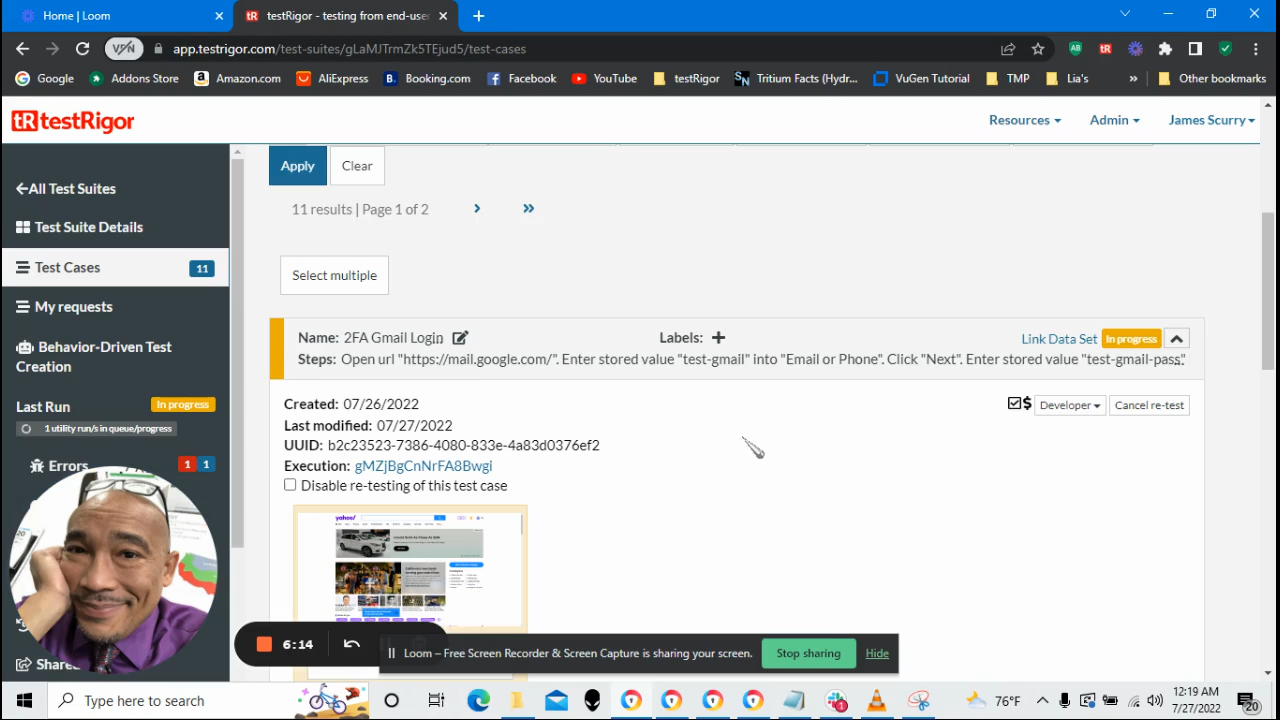 Home | Loom
testRigor - testing from end-use
VPN
app.testrigor.com/test-suites/gLaMJTrmZk5TEjud5/test-cases
Google
Addons Store
Amazon.com
AliExpress
Booking.com
Facebook
YouTube
testRigor
Tritium Facts (Hydr...
VuGen Tutorial
TMP
Lia's
Other bookmarks
tR testRigor
Resources
Admin
James Scurry
All Test Suites
Test Suite Details
Test Cases 11
My requests
Behavior-Driven Test
Creation
Last Run In progress
1 utility run/s in queue/progress
Errors 1 1
Shared
Apply
Clear
11 results | Page 1 of 2 › »
Select multiple
Name: 2FA Gmail Login
Labels: +
Link Data Set In progress
Steps: Open url "https://mail.google.com/". Enter stored value "test-gmail" into "Email or Phone". Click "Next". Enter stored value "test-gmail-pass"...
Created: 07/26/2022
Developer
Cancel re-test
Last modified: 07/27/2022
UUID: b2c23523-7386-4080-833e-4a83d0376ef2
Execution: gMZjBgCnNrFA8Bwgi
Disable re-testing of this test case
yahoo!
6:14
Loom – Free Screen Recorder & Screen Capture is sharing your screen.
Stop sharing
Hide
Type here to search
76°F
12:19 AM
7/27/2022
20